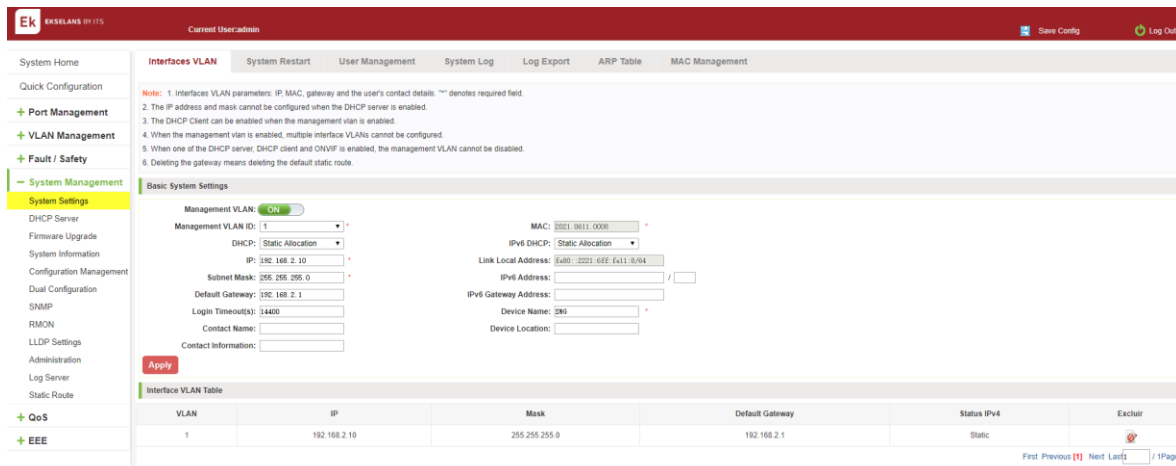 Ek EKSELANS BY ITS
Current User:admin
Save Config
Log Out
System Home
Quick Configuration
+ Port Management
+ VLAN Management
+ Fault / Safety
− System Management
System Settings
DHCP Server
Firmware Upgrade
System Information
Configuration Management
Dual Configuration
SNMP
RMON
LLDP Settings
Administration
Log Server
Static Route
+ QoS
+ EEE
Interfaces VLAN System Restart User Management System Log Log Export ARP Table MAC Management
Note: 1. Interfaces VLAN parameters: IP, MAC, gateway and the user's contact details. "*" denotes required field.
2. The IP address and mask cannot be configured when the DHCP server is enabled.
3. The DHCP Client can be enabled when the management vlan is enabled.
4. When the management vlan is enabled, multiple interface VLANs cannot be configured.
5. When one of the DHCP server, DHCP client and ONVIF is enabled, the management VLAN cannot be disabled.
6. Deleting the gateway means deleting the default static route.
Basic System Settings
Management VLAN: ON
Management VLAN ID: 1 * MAC: 2021.0611.0008 *
DHCP: Static Allocation IPv6 DHCP: Static Allocation
IP: 192.168.2.10 * Link Local Address: fe80::2221:6ff:fe11:8/64
Subnet Mask: 255.255.255.0 * IPv6 Address: /
Default Gateway: 192.168.2.1 IPv6 Gateway Address:
Login Timeout(s): 14400 Device Name: SWG *
Contact Name: Device Location:
Contact Information:
Apply
Interface VLAN Table
VLAN IP Mask Default Gateway Status IPv4 Excluir
1 192.168.2.10 255.255.255.0 192.168.2.1 Static
First Previous [1] Next Last 1 / 1Page